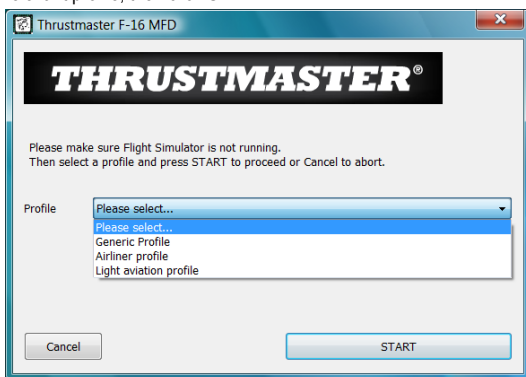 Thrustmaster F-16 MFD
THRUSTMASTER®
Please make sure Flight Simulator is not running.
Then select a profile and press START to proceed or Cancel to abort.
Profile
Please select...
Please select...
Generic Profile
Airliner profile
Light aviation profile
Cancel
START